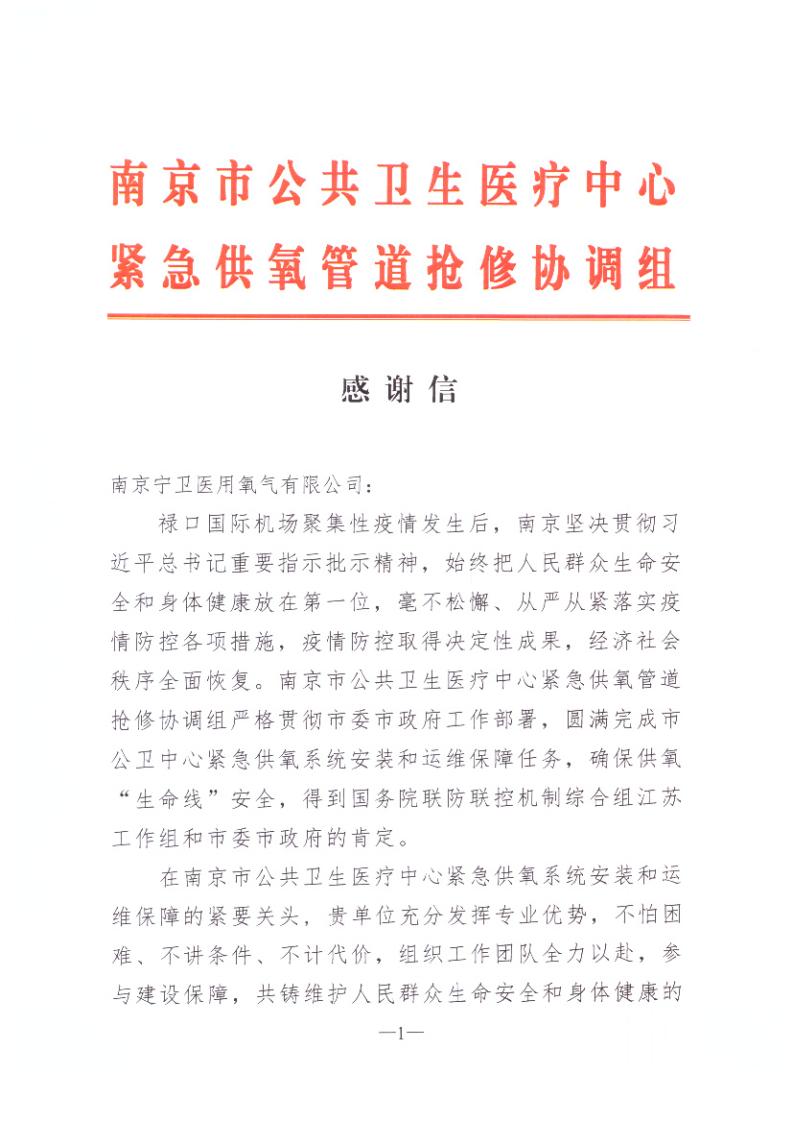 南京市公共卫生医疗中心
紧急供氧管道抢修协调组
感谢信
南京宁卫医用氧气有限公司：
禄口国际机场聚集性疫情发生后，南京坚决贯彻习
近平总书记重要指示批示精神，始终把人民群众生命安
全和身体健康放在第一位，毫不松懈、从严从紧落实疫
情防控各项措施，疫情防控取得决定性成果，经济社会
秩序全面恢复。南京市公共卫生医疗中心紧急供氧管道
抢修协调组严格贯彻市委市政府工作部署，圆满完成市
公卫中心紧急供氧系统安装和运维保障任务，确保供氧
“生命线”安全，得到国务院联防联控机制综合组江苏
工作组和市委市政府的肯定。
在南京市公共卫生医疗中心紧急供氧系统安装和运
维保障的紧要关头，贵单位充分发挥专业优势，不怕困
难、不讲条件、不计代价，组织工作团队全力以赴，参
与建设保障，共铸维护人民群众生命安全和身体健康的
—1—